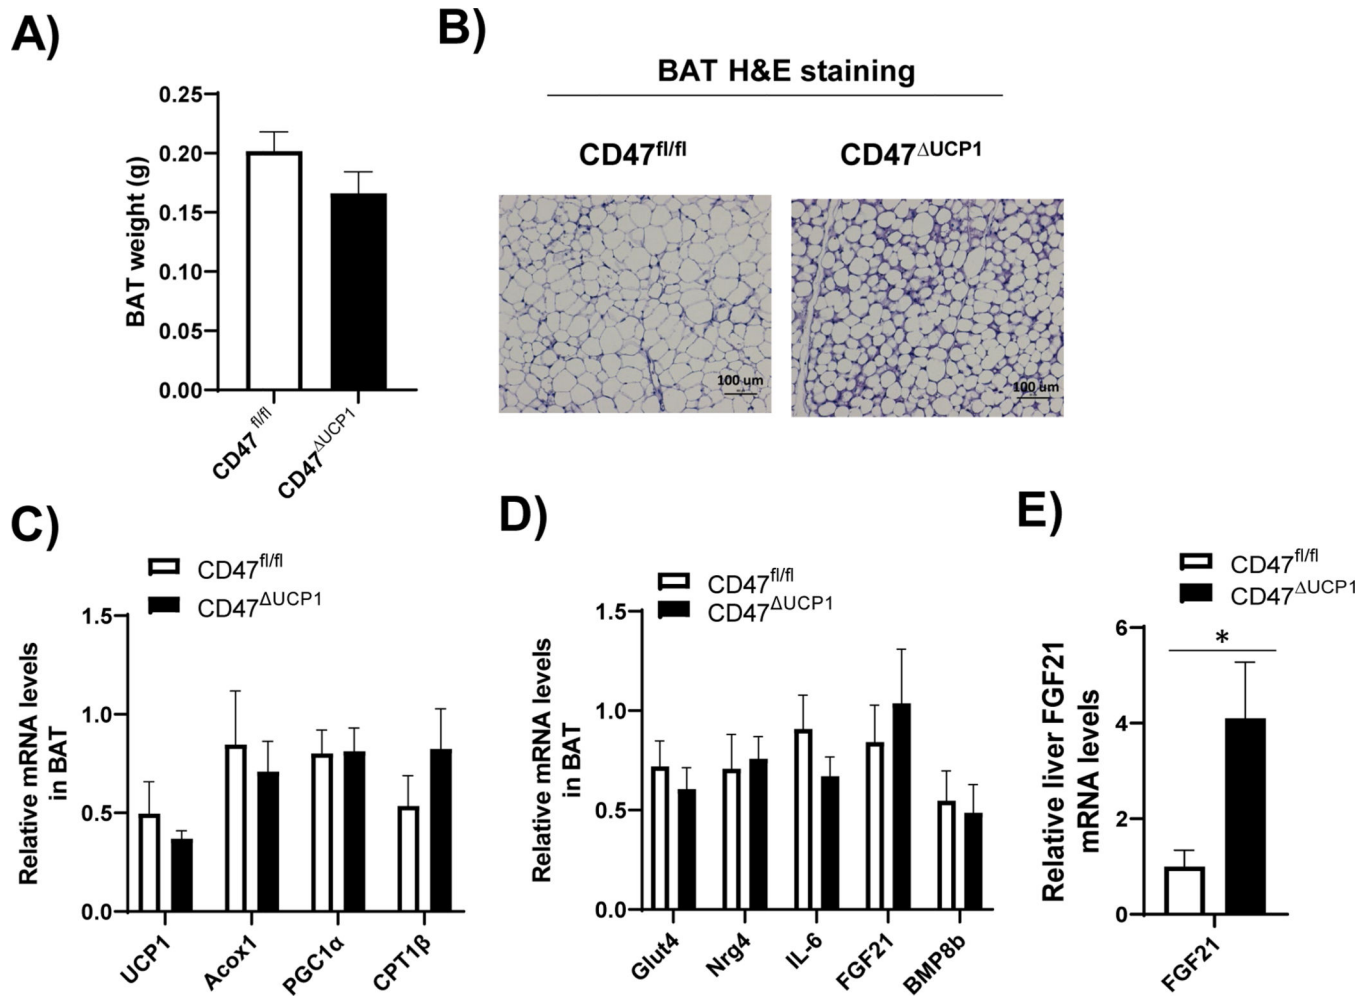 A)
0.25
0.20
0.15
0.10
0.05
0.00
BAT weight (g)
CD47 fl/fl
CD47ΔUCP1
B)
BAT H&E staining
CD47fl/fl
CD47ΔUCP1
100 um
100 um
C)
CD47fl/fl
CD47ΔUCP1
1.5
1.0
0.5
0.0
Relative mRNA levels
in BAT
UCP1
Acox1
PGC1α
CPT1β
D)
CD47fl/fl
CD47ΔUCP1
1.5
1.0
0.5
0.0
Relative mRNA levels
in BAT
Glut4
Nrg4
IL-6
FGF21
BMP8b
E)
CD47fl/fl
CD47ΔUCP1
6
4
2
0
*
Relative liver FGF21
mRNA levels
FGF21